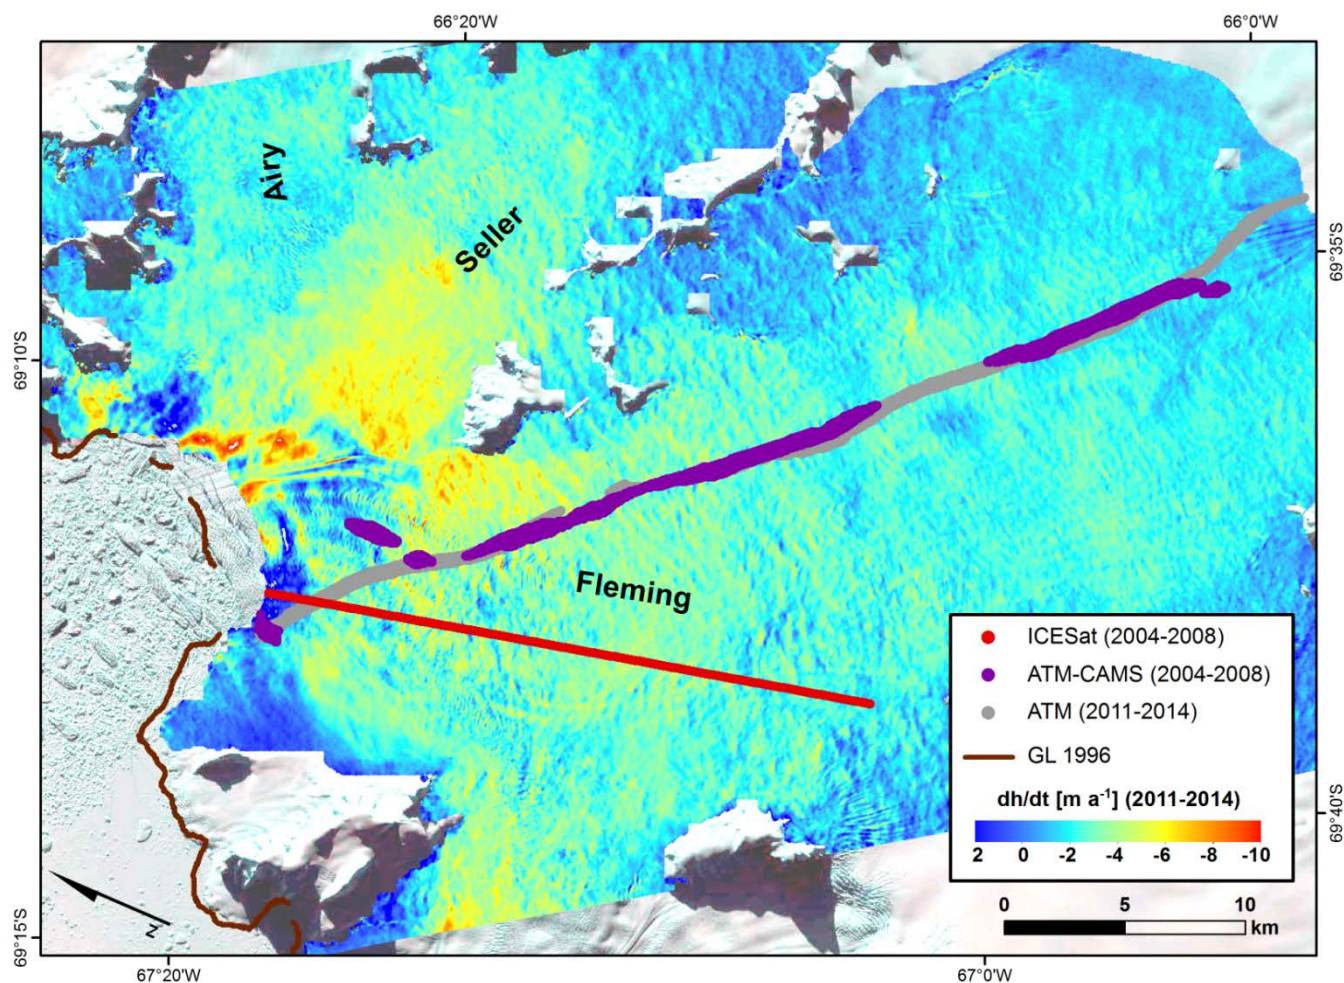 66°20'W
66°0'W
Airy
Seller
69°35'S
69°10'S
Fleming
ICESat (2004-2008)
ATM-CAMS (2004-2008)
ATM (2011-2014)
GL 1996
dh/dt [m a⁻¹] (2011-2014)
2 0 -2 -4 -6 -8 -10
69°40'S
0 5 10
km
N
69°15'S
67°20'W
67°0'W